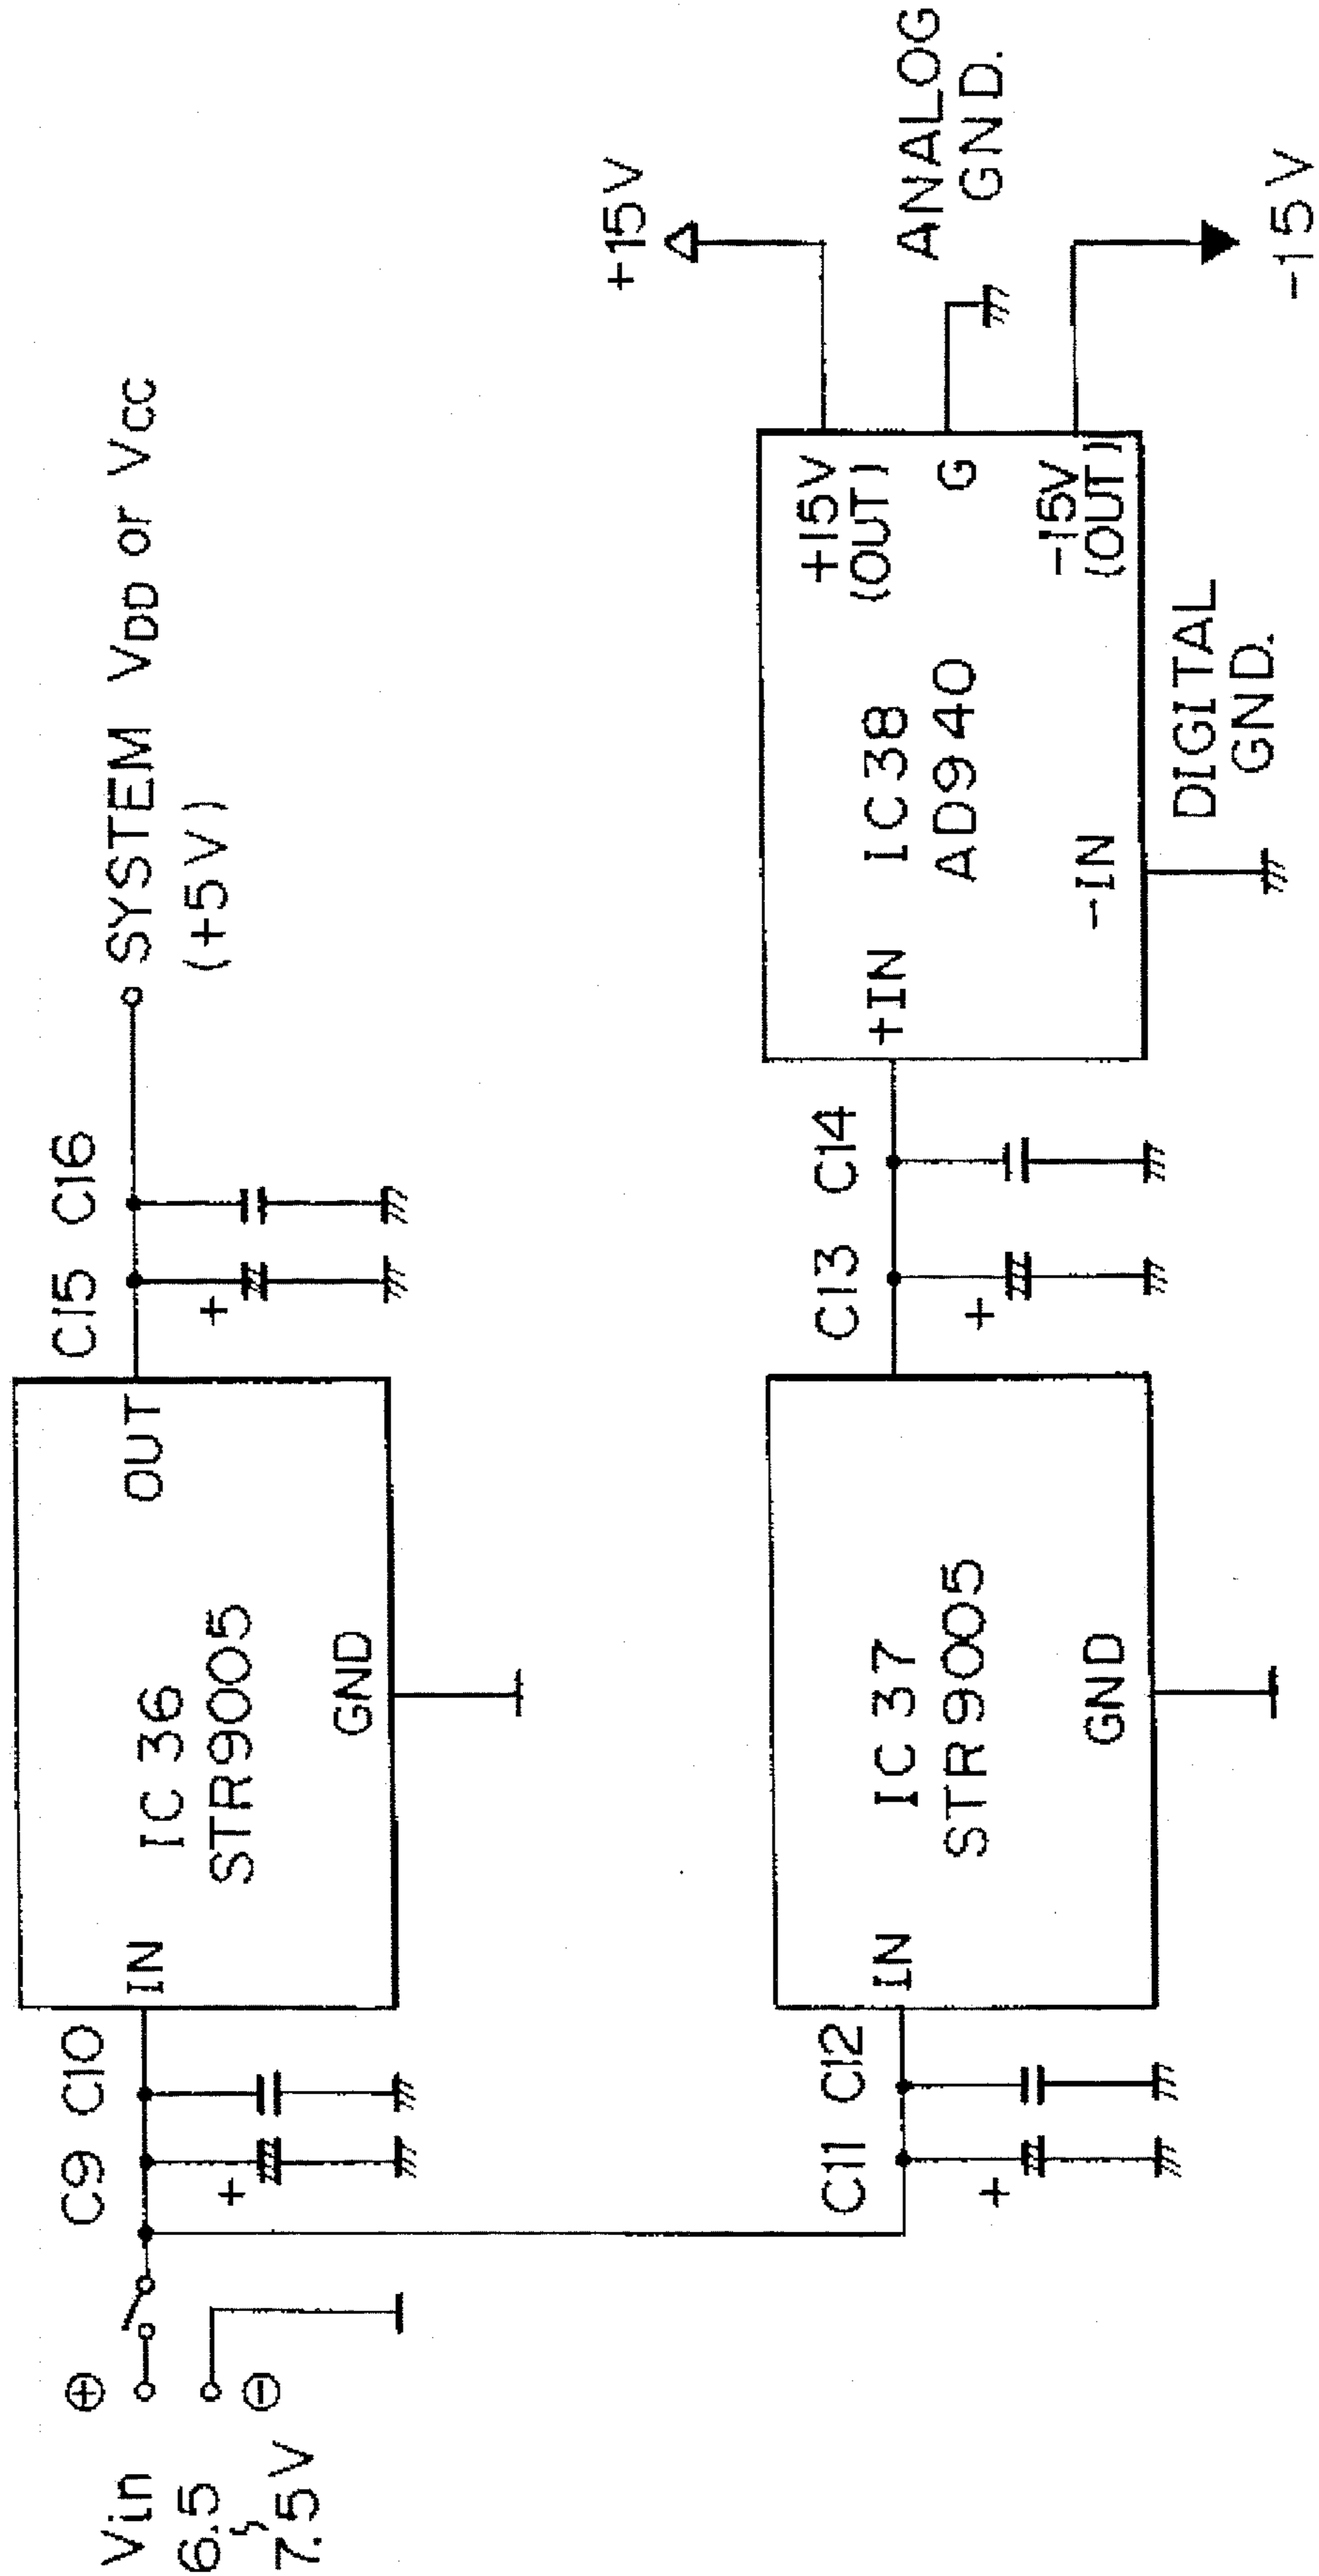 Vin
6.5
~
7.5V
⊕
⊖
C9 C10
IN
IC 36
STR9005
GND
OUT
C15 C16
+
+
SYSTEM VDD or VCC
(+5V)
C11 C12
+
IN
IC 37
STR9005
GND
C13 C14
+
+IN
-IN
IC 38
AD940
+15V
(OUT)
G
-15V
(OUT)
DIGITAL
GND.
+15V
ANALOG
GND.
-15V